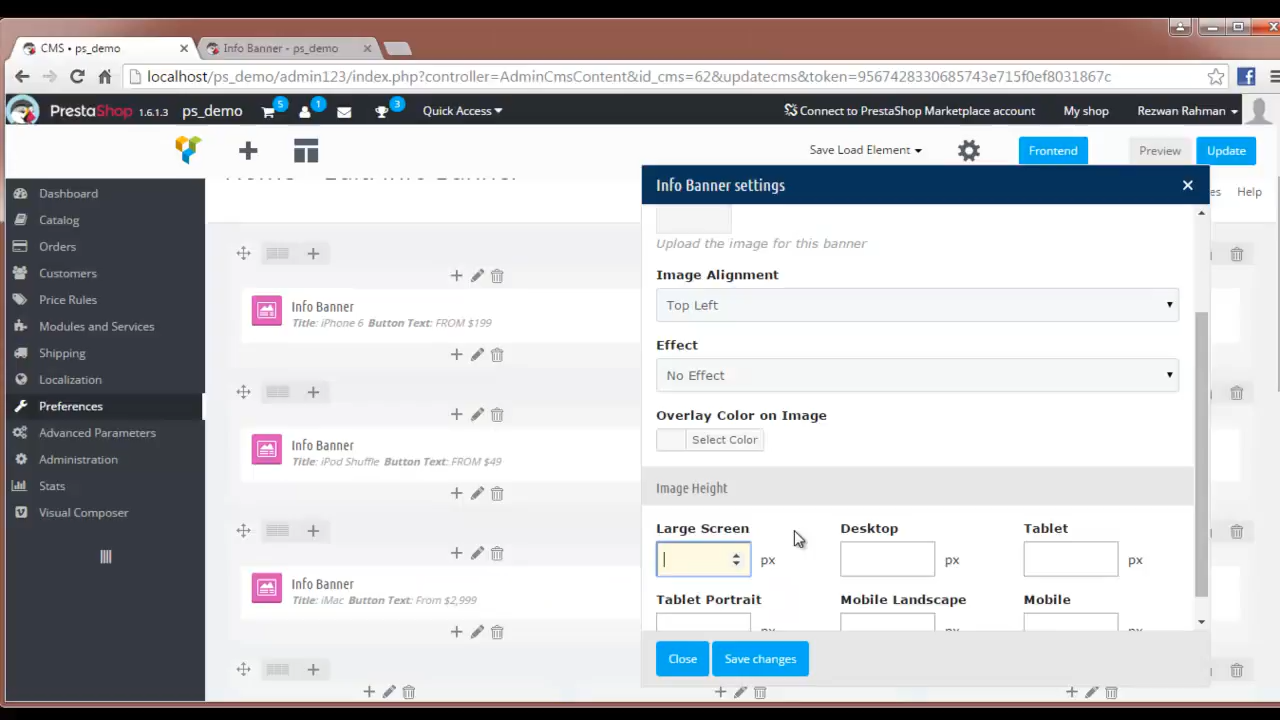 CMS • ps_demo
Info Banner - ps_demo
localhost/ps_demo/admin123/index.php?controller=AdminCmsContent&id_cms=62&updatecms&token=9567428330685743e715f0ef8031867c
PrestaShop 1.6.1.3 ps_demo 5 1 3 Quick Access
Connect to PrestaShop Marketplace account My shop Rezwan Rahman
Save Load Element Frontend Preview Update
Help
Dashboard
Catalog
Orders
Customers
Price Rules
Modules and Services
Shipping
Localization
Preferences
Advanced Parameters
Administration
Stats
Visual Composer
Info Banner
Title: iPhone 6 Button Text: FROM $199
Info Banner
Title: iPod Shuffle Button Text: FROM $49
Info Banner
Title: iMac Button Text: From $2,999
Info Banner settings
Upload the image for this banner
Image Alignment
Top Left
Effect
No Effect
Overlay Color on Image
Select Color
Image Height
Large Screen Desktop Tablet
px px px
Tablet Portrait Mobile Landscape Mobile
px px px
Close Save changes